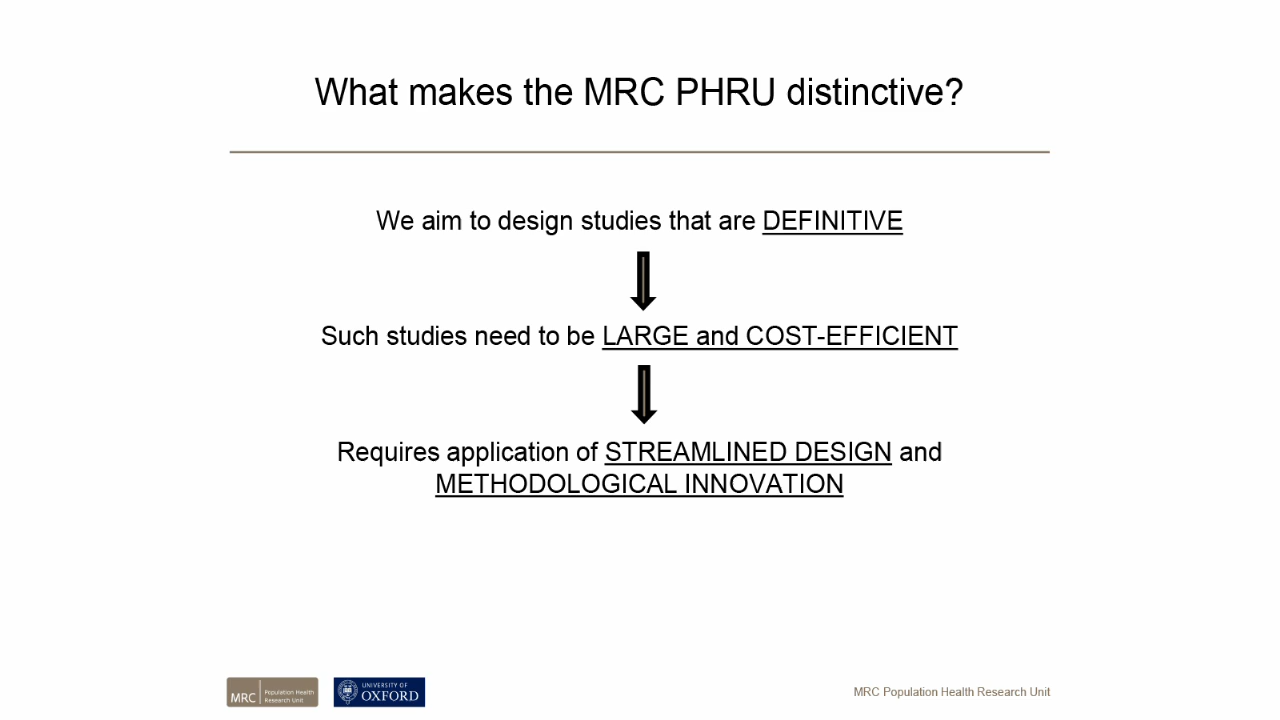 What makes the MRC PHRU distinctive?
We aim to design studies that are DEFINITIVE
Such studies need to be LARGE and COST-EFFICIENT
Requires application of STREAMLINED DESIGN and
METHODOLOGICAL INNOVATION
MRC
Population Health
Research Unit
UNIVERSITY OF
OXFORD
MRC Population Health Research Unit